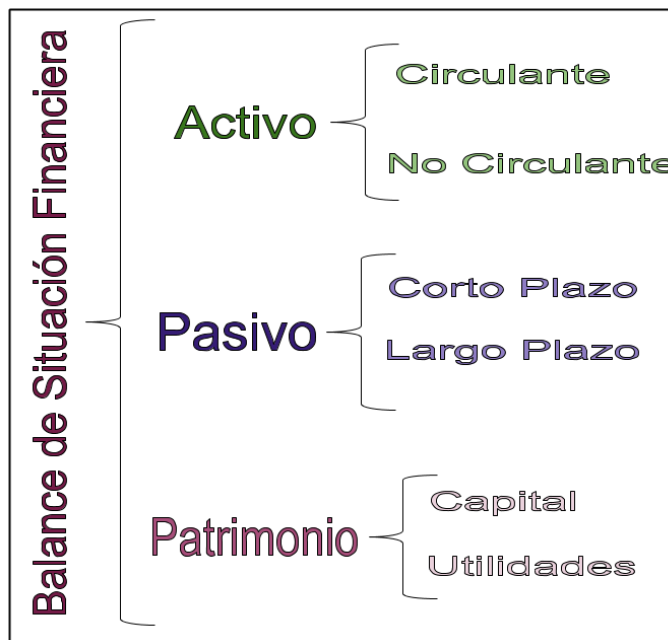 Balance de Situación Financiera
Activo
Circulante
No Circulante
Pasivo
Corto Plazo
Largo Plazo
Patrimonio
Capital
Utilidades